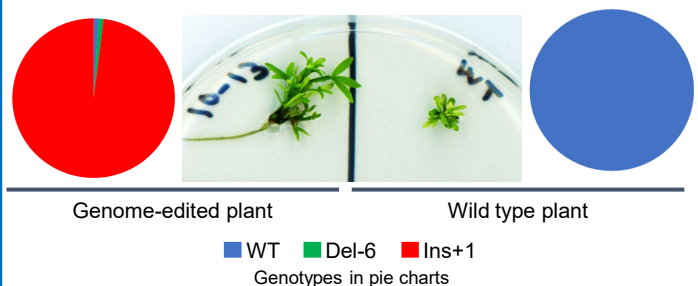 10-13
WT
Genome-edited plant
Wild type plant
WT Del-6 Ins+1
Genotypes in pie charts